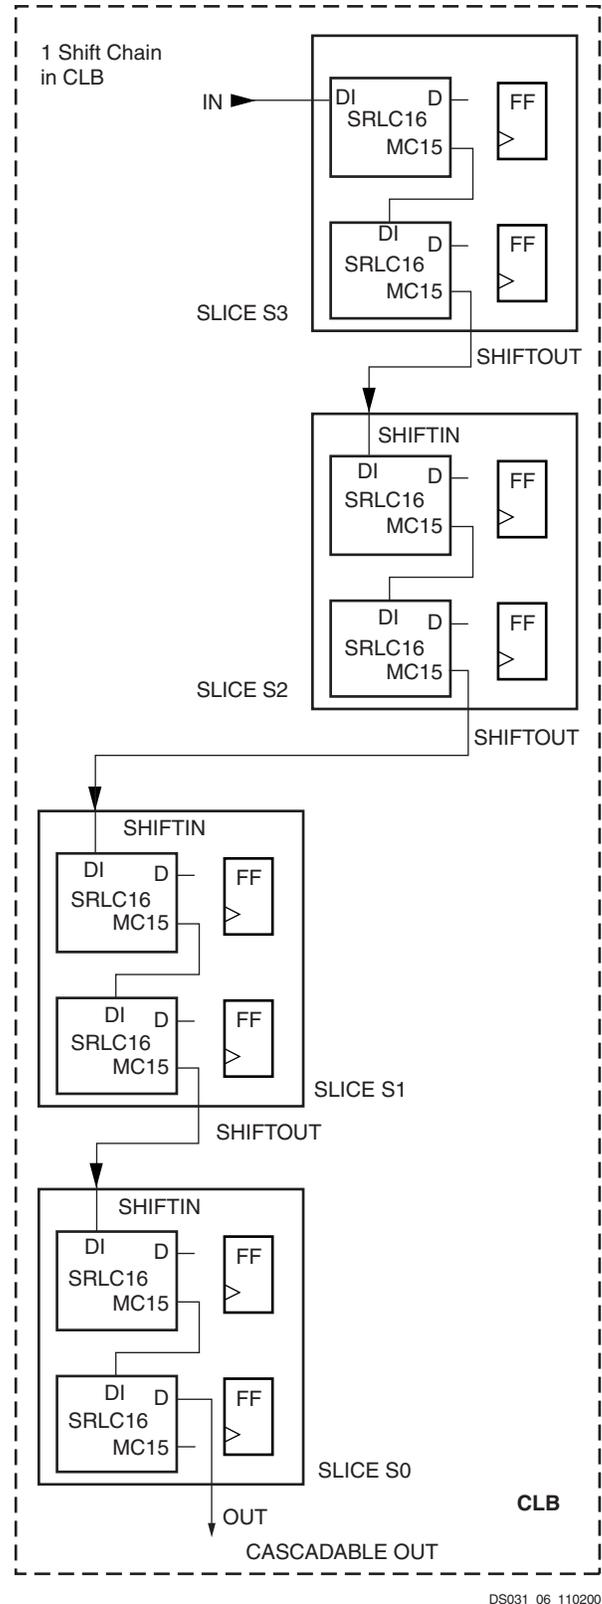 1 Shift Chain
in CLB
IN
DI
D
FF
SRLC16
MC15
DI
D
FF
SRLC16
MC15
SLICE S3
SHIFTOUT
SHIFTIN
DI
D
FF
SRLC16
MC15
DI
D
FF
SRLC16
MC15
SLICE S2
SHIFTOUT
SHIFTIN
DI
D
FF
SRLC16
MC15
DI
D
FF
SRLC16
MC15
SLICE S1
SHIFTOUT
SHIFTIN
DI
D
FF
SRLC16
MC15
DI
D
FF
SRLC16
MC15
SLICE S0
OUT
CLB
CASCADABLE OUT
DS031_06_110200